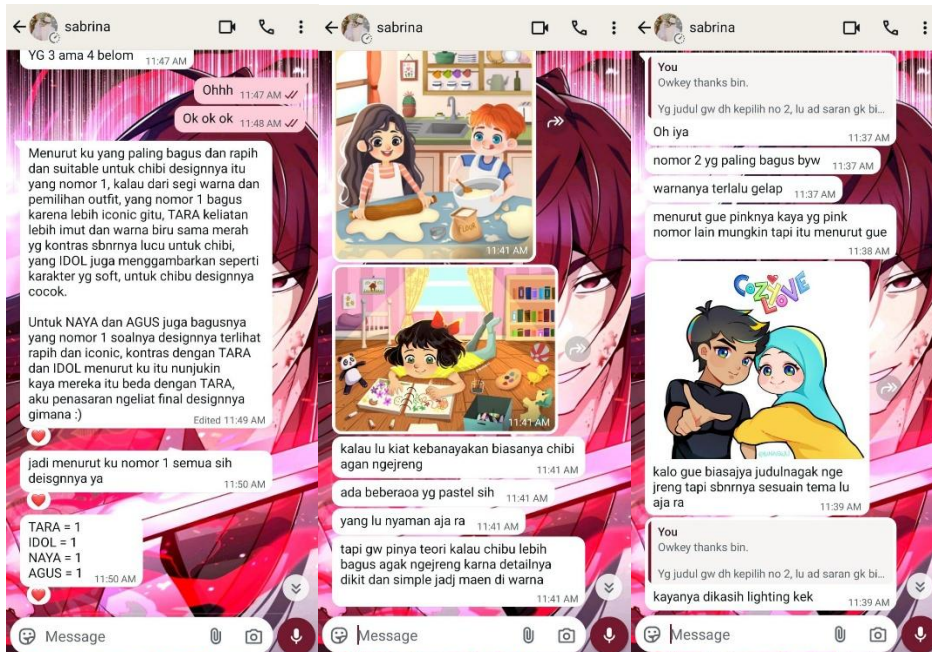 sabrina
YG 3 ama 4 belom
11:47 AM
Ohhh
11:47 AM
Ok ok ok
11:48 AM
Menurut ku yang paling bagus dan rapih
dan suitable untuk chibi designnya itu
yang nomor 1, kalau dari segi warna dan
pemilihan outfit, yang nomor 1 bagus
karena lebih iconic gitu, TARA keliatan
lebih imut dan warna biru sama merah
yg kontras sbnrnya lucu untuk chibi,
yang IDOL juga menggambarkan seperti
karakter yg soft, untuk chibu designnya
cocok.
Untuk NAYA dan AGUS juga bagusnya
yang nomor 1 soalnya designnya terlihat
rapih dan iconic, kontras dengan TARA
dan IDOL menurut ku itu nunjukin
kaya mereka itu beda dengan TARA,
aku penasaran ngeliat final designnya
gimana :)
Edited 11:49 AM
jadi menurut ku nomor 1 semua sih
deisgnnya ya
11:50 AM
TARA = 1
IDOL = 1
NAYA = 1
AGUS = 1
11:50 AM
Message
sabrina
11:41 AM
11:41 AM
kalau lu kiat kebanayakan biasanya chibi
agan ngejreng
11:41 AM
ada beberaoa yg pastel sih
11:41 AM
yang lu nyaman aja ra
11:41 AM
tapi gw pinya teori kalau chibu lebih
bagus agak ngejreng karna detailnya
dikit dan simple jadj maen di warna
11:41 AM
Message
sabrina
You
Owkey thanks bin.
Yg judul gw dh kepilih no 2, lu ad saran gk bi...
Oh iya
11:37 AM
nomor 2 yg paling bagus byw
11:37 AM
warnanya terlalu gelap
11:37 AM
menurut gue pinknya kaya yg pink
nomor lain mungkin tapi itu menurut gue
11:38 AM
COZY LOVE
kalo gue biasajya judulnagak nge
jreng tapi sbnrnya sesuain tema lu
aja ra
11:39 AM
You
Owkey thanks bin.
Yg judul gw dh kepilih no 2, lu ad saran gk bi...
kayanya dikasih lighting kek
11:39 AM
Message